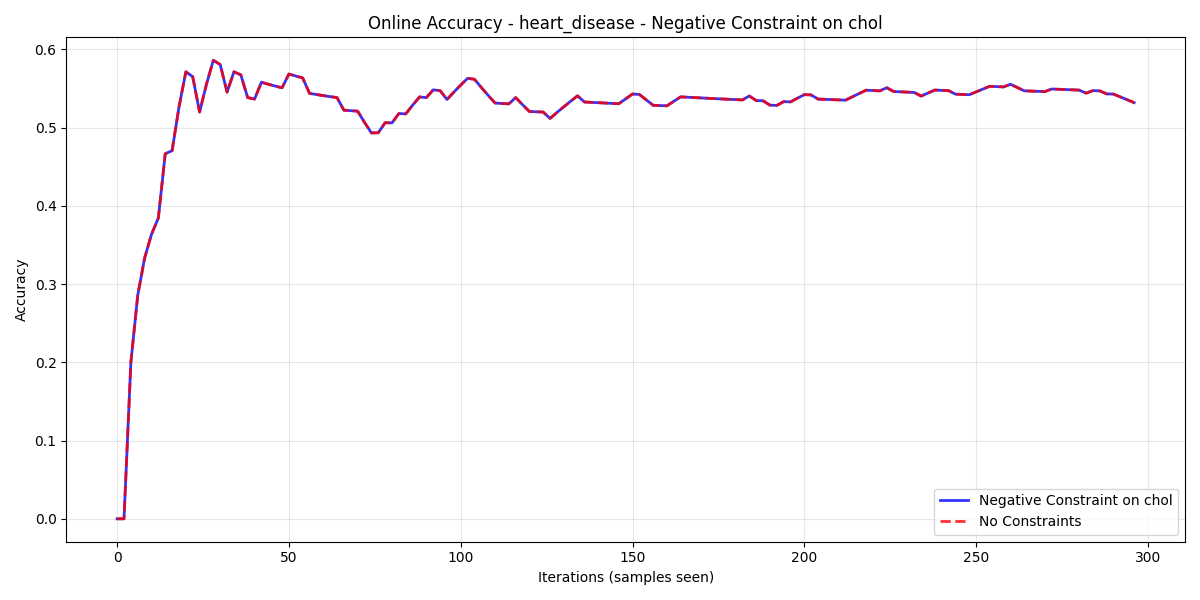 Online Accuracy - heart_disease - Negative Constraint on chol
0.6
0.5
0.4
0.3
0.2
0.1
0.0
Accuracy
0 50 100 150 200 250 300
Iterations (samples seen)
Negative Constraint on chol
No Constraints